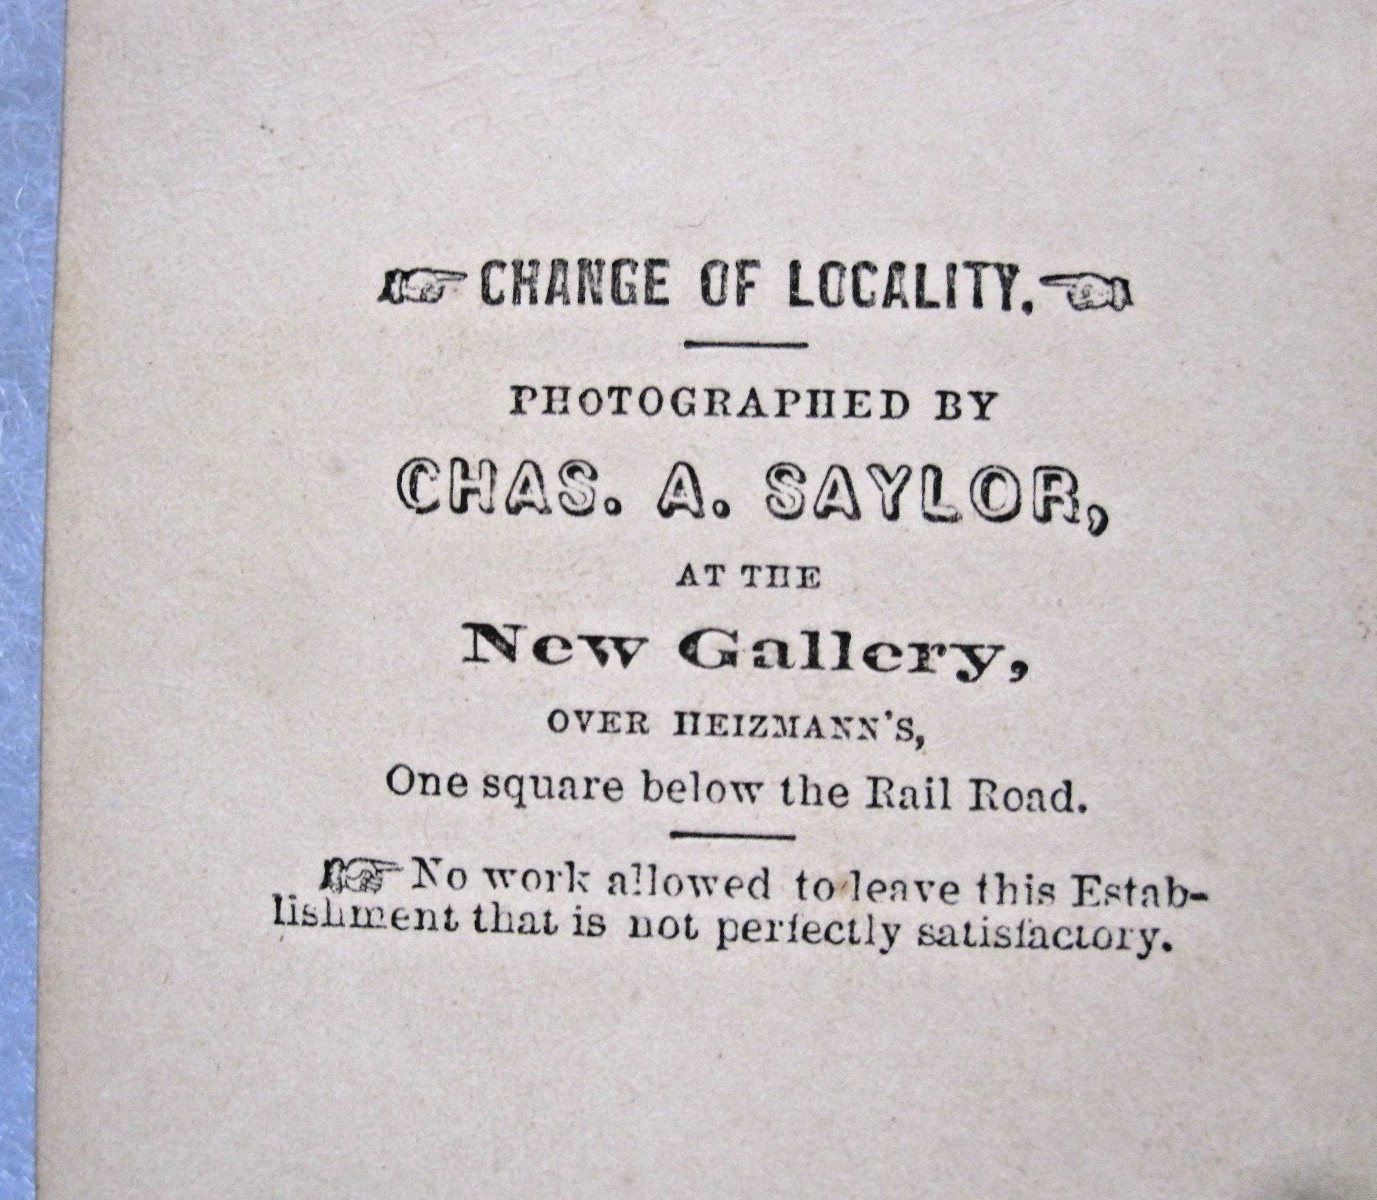 ☞ CHANGE OF LOCALITY. ☜
PHOTOGRAPHED BY
CHAS. A. SAYLOR,
AT THE
New Gallery,
OVER HEIZMANN'S,
One square below the Rail Road.
☞ No work allowed to leave this Estab-
lishment that is not perfectly satisfactory.